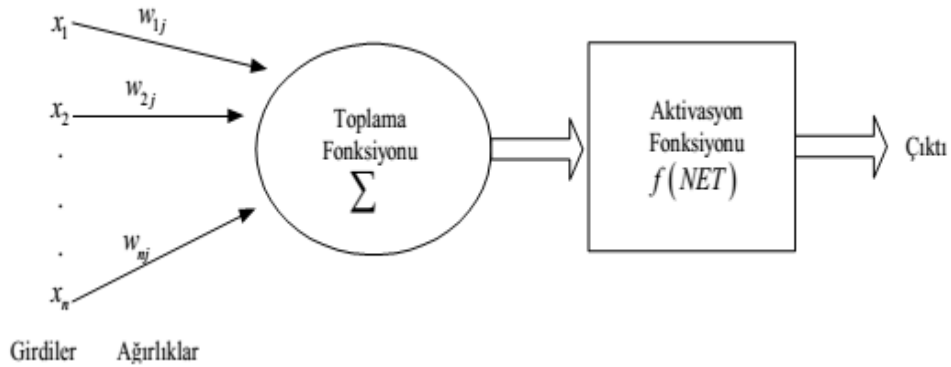 x₁
w₁ⱼ
x₂
w₂ⱼ
.
.
.
xₙ
wₙⱼ
Toplama
Fonksiyonu
∑
Aktivasyon
Fonksiyonu
f(NET)
Çıktı
Girdiler Ağırlıklar